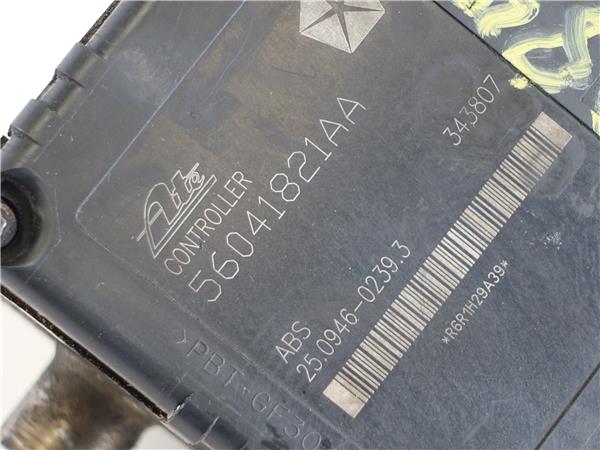 Ate
CONTROLLER
56041821AA
343807
ABS
25.0946-0239.3
*R6R1H29A39*
>PBT-GF30